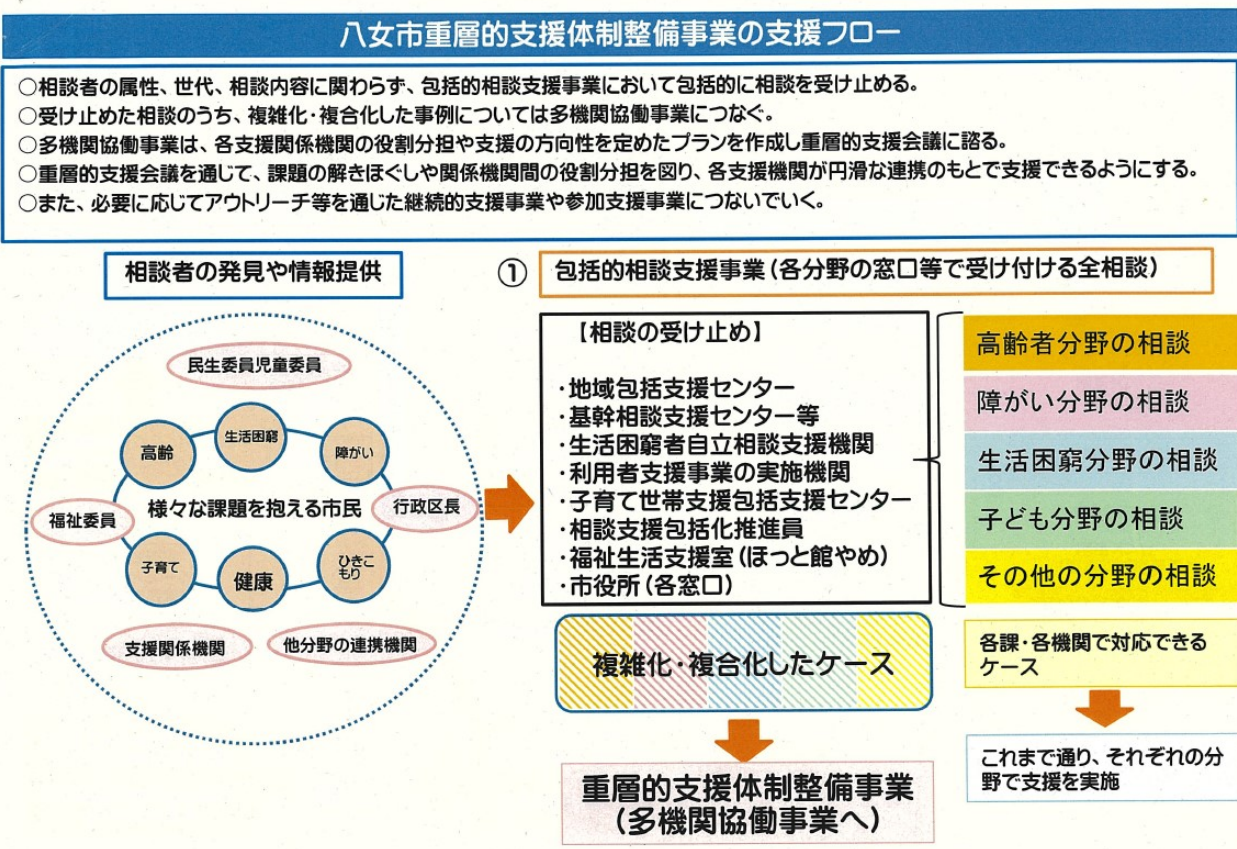 八女市重層的支援体制整備事業の支援フロー
○相談者の属性、世代、相談内容に関わらず、包括的相談支援事業において包括的に相談を受け止める。
○受け止めた相談のうち、複雑化・複合化した事例については多機関協働事業につなぐ。
○多機関協働事業は、各支援関係機関の役割分担や支援の方向性を定めたプランを作成し重層的支援会議に諮る。
○重層的支援会議を通じて、課題の解きほぐしや関係機関間の役割分担を図り、各支援機関が円滑な連携のもとで支援できるようにする。
○また、必要に応じてアウトリーチ等を通じた継続的支援事業や参加支援事業につないでいく。
相談者の発見や情報提供
民生委員児童委員
高齢
生活困窮
障がい
福祉委員
様々な課題を抱える市民
行政区長
子育て
健康
ひきこ
もり
支援関係機関
他分野の連携機関
① 包括的相談支援事業(各分野の窓口等で受け付ける全相談)
【相談の受け止め】
・地域包括支援センター
・基幹相談支援センター等
・生活困窮者自立相談支援機関
・利用者支援事業の実施機関
・子育て世帯支援包括支援センター
・相談支援包括化推進員
・福祉生活支援室(ほっと館やめ)
・市役所(各窓口)
高齢者分野の相談
障がい分野の相談
生活困窮分野の相談
子ども分野の相談
その他の分野の相談
複雑化・複合化したケース
重層的支援体制整備事業
(多機関協働事業へ)
各課・各機関で対応できる
ケース
これまで通り、それぞれの分
野で支援を実施